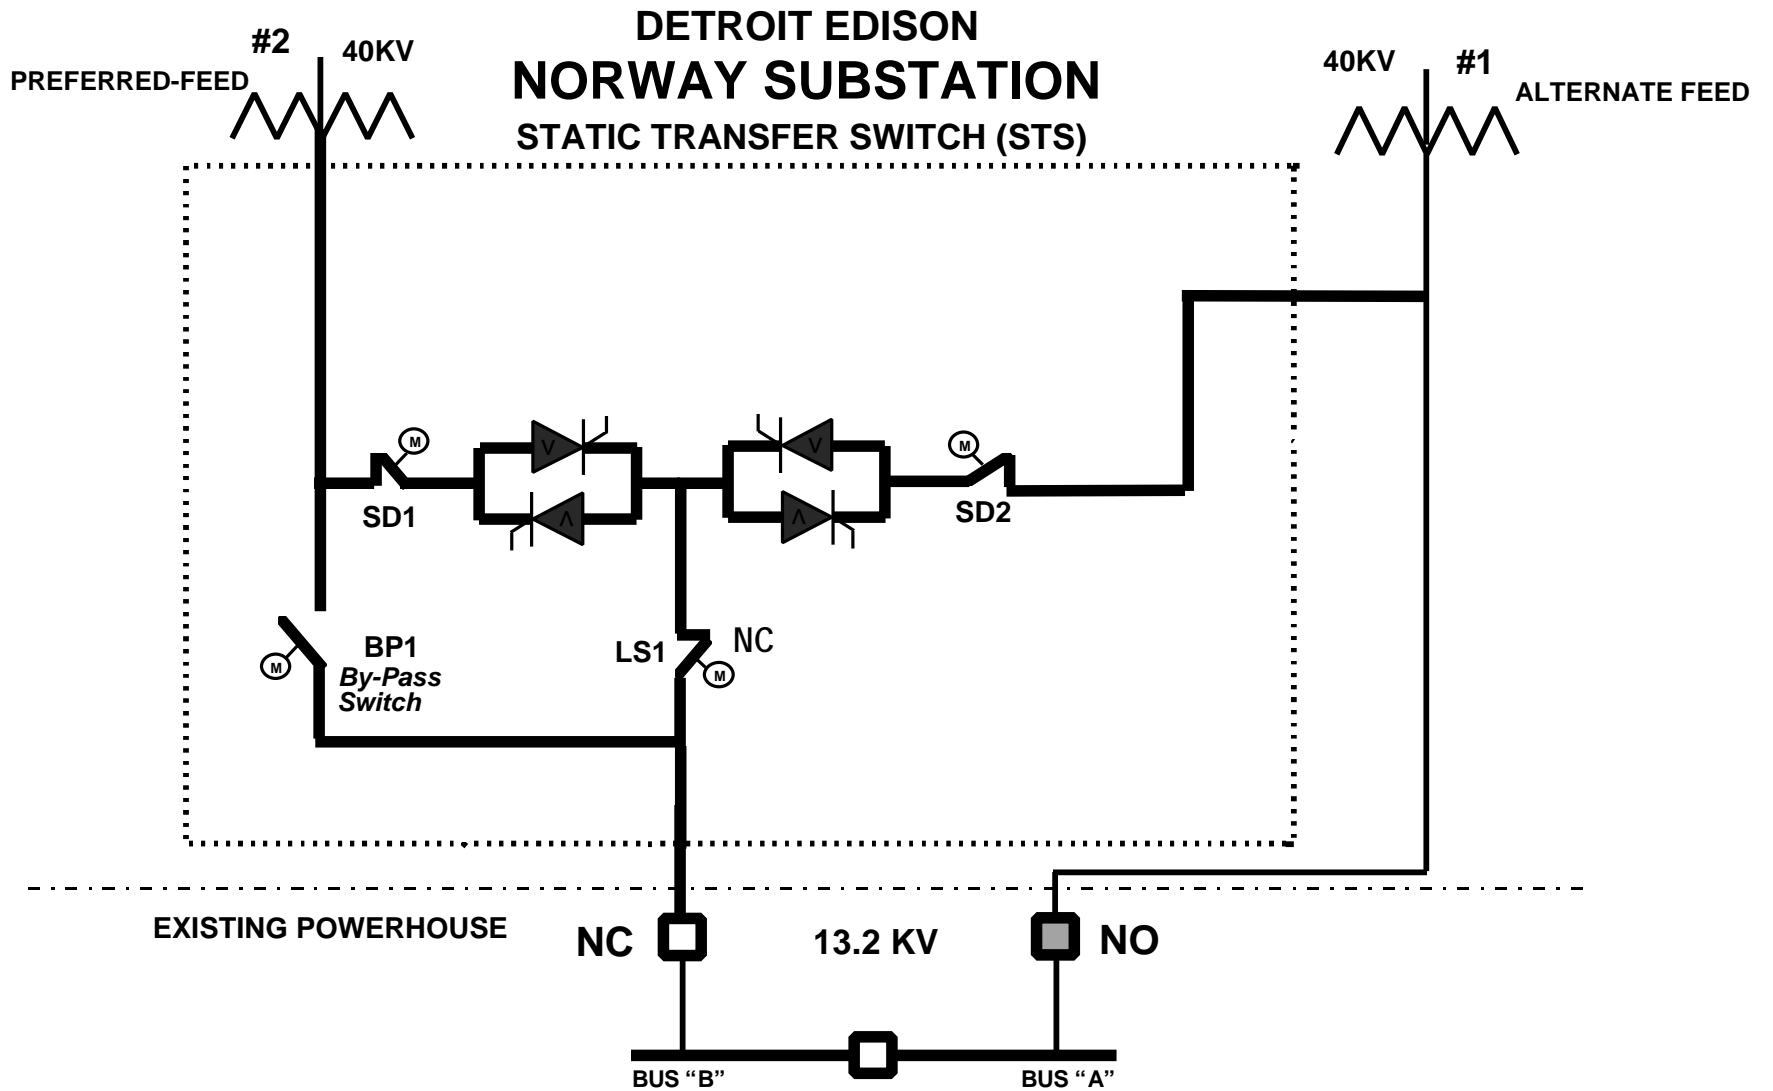 DETROIT EDISON
NORWAY SUBSTATION
STATIC TRANSFER SWITCH (STS)
#2
40KV
PREFERRED-FEED
40KV
#1
ALTERNATE FEED
V
V
M
M
SD1
SD2
Λ
Λ
BP1
By-Pass
Switch
M
LS1
NC
M
EXISTING POWERHOUSE
NC
13.2 KV
NO
BUS “B”
BUS “A”